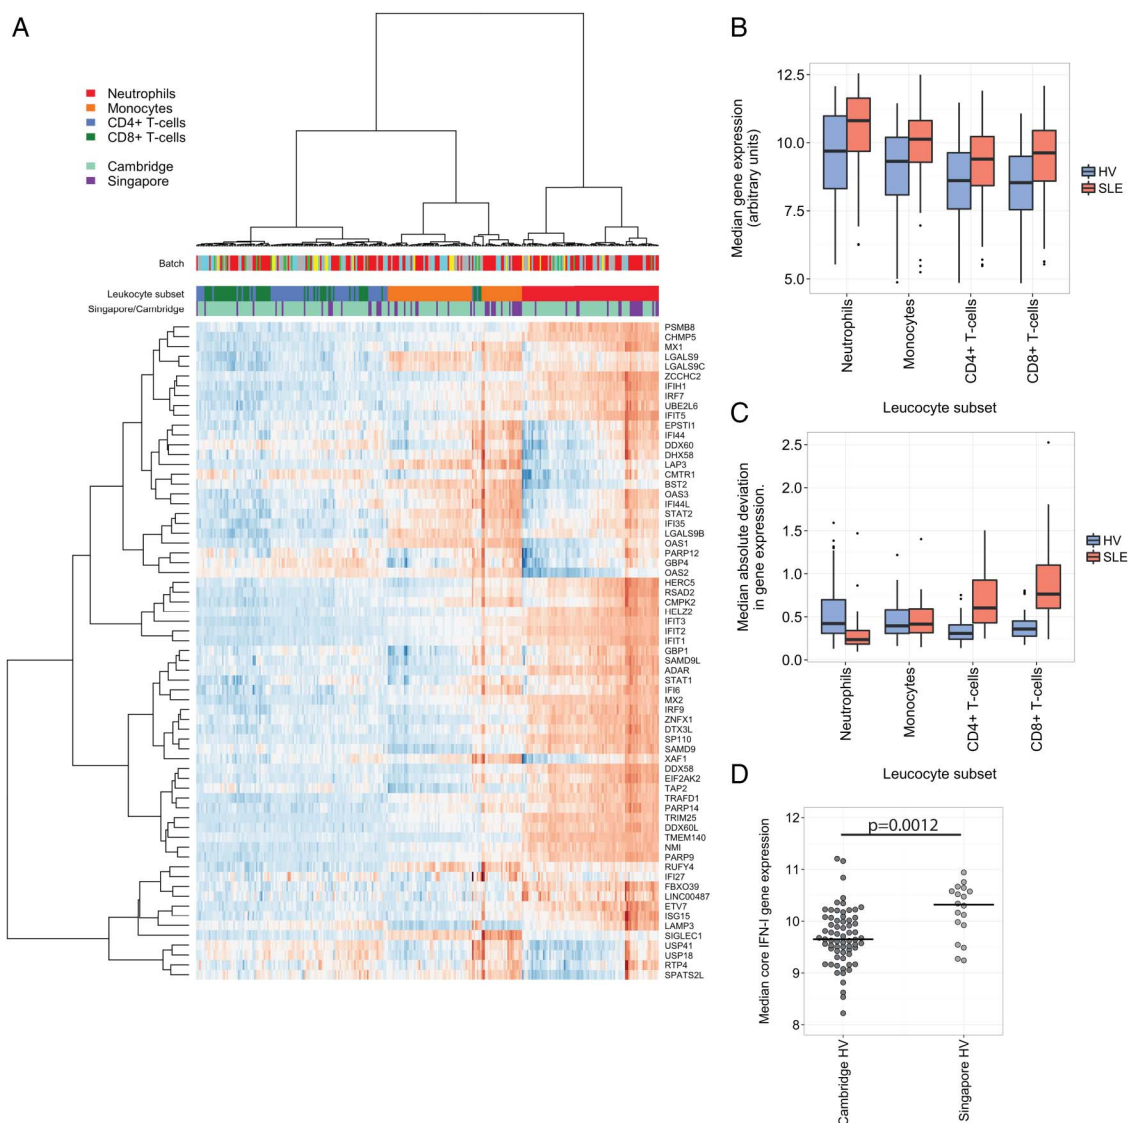 A
Neutrophils
Monocytes
CD4+ T-cells
CD8+ T-cells
Cambridge
Singapore
Batch
Leukocyte subset
Singapore/Cambridge
PSMB8
CHMP5
MX1
LGALS9
LGALS9C
ZCCHC2
IFIH1
IRF7
UBE2L6
IFIT5
EPSTI1
IFI44
DDX60
DHX58
LAP3
CMTR1
BST2
OAS3
IFI44L
STAT2
IFI35
LGALS9B
OAS1
PARP12
GBP4
OAS2
HERC5
RSAD2
CMPK2
HELZ2
IFIT3
IFIT2
IFIT1
GBP1
SAMD9L
ADAR
STAT1
IFI6
MX2
IRF9
ZNFX1
DTX3L
SP110
SAMD9
XAF1
DDX58
EIF2AK2
TAP2
TRAFD1
PARP14
TRIM25
DDX60L
TMEM140
NMI
PARP9
RUFY4
IFI27
FBXO39
LINC00487
ETV7
ISG15
LAMP3
SIGLEC1
USP41
USP18
RTP4
SPATS2L
B
Median gene expression
(arbitrary units)
12.5
10.0
7.5
5.0
Neutrophils
Monocytes
CD4+ T-cells
CD8+ T-cells
Leucocyte subset
HV
SLE
C
Median absolute deviation
in gene expression.
2.5
2.0
1.5
1.0
0.5
0.0
Neutrophils
Monocytes
CD4+ T-cells
CD8+ T-cells
Leucocyte subset
HV
SLE
D
Median core IFN-I gene expression
12
11
10
9
8
p=0.0012
Cambridge HV
Singapore HV